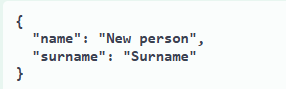 {
  "name": "New person",
  "surname": "Surname"
}